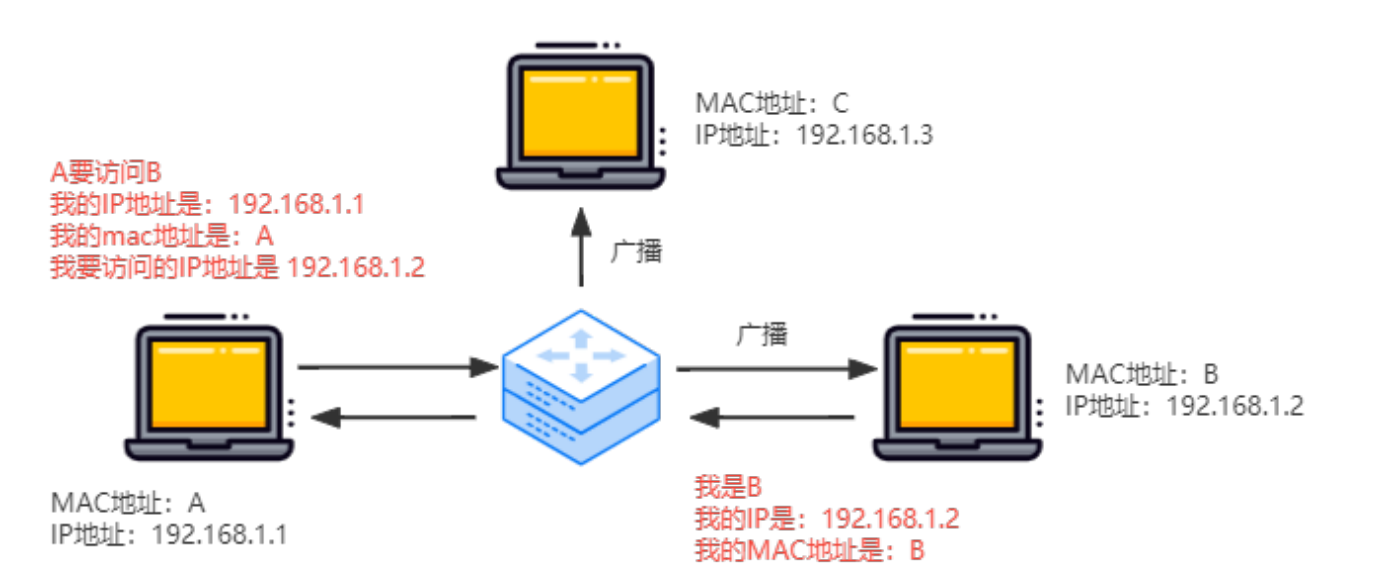 MAC地址：C
IP地址：192.168.1.3
A要访问B
我的IP地址是：192.168.1.1
我的mac地址是：A
我要访问的IP地址是 192.168.1.2
广播
广播
MAC地址：B
IP地址：192.168.1.2
MAC地址：A
IP地址：192.168.1.1
我是B
我的IP是：192.168.1.2
我的MAC地址是：B